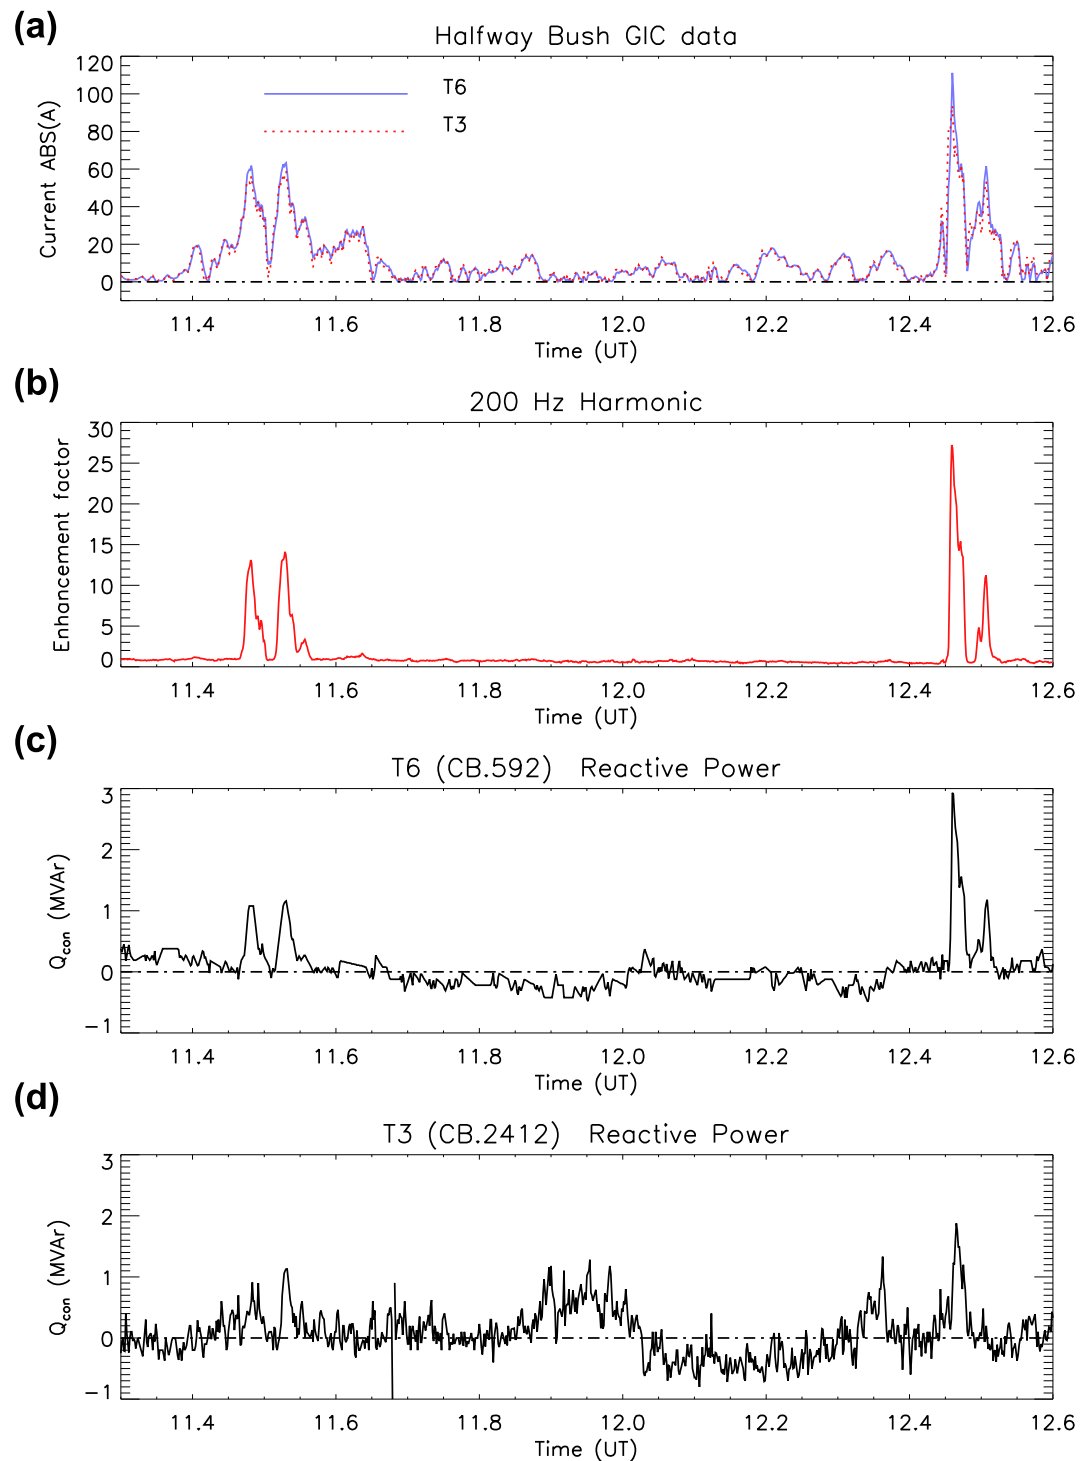 (a)
Halfway Bush GIC data
120
100
80
60
40
20
0
Current ABS(A)
T6
T3
11.4 11.6 11.8 12.0 12.2 12.4 12.6
Time (UT)
(b)
200 Hz Harmonic
30
25
20
15
10
5
0
Enhancement factor
11.4 11.6 11.8 12.0 12.2 12.4 12.6
Time (UT)
(c)
T6 (CB.592) Reactive Power
3
2
1
0
-1
Qcon (MVAr)
11.4 11.6 11.8 12.0 12.2 12.4 12.6
Time (UT)
(d)
T3 (CB.2412) Reactive Power
3
2
1
0
-1
Qcon (MVAr)
11.4 11.6 11.8 12.0 12.2 12.4 12.6
Time (UT)